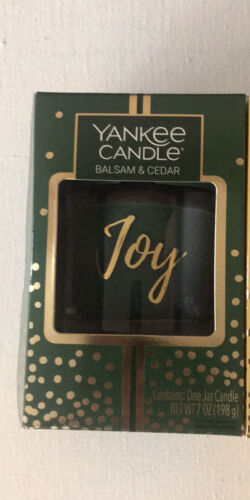 YANKEE
CANDLE®
BALSAM & CEDAR
Joy
Contains: One Jar Candle
NET WT 7 OZ (198 g)